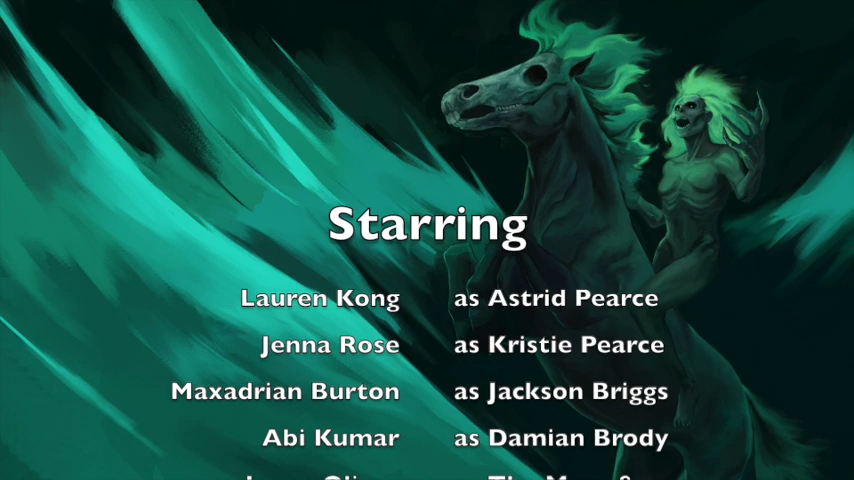 Starring
Lauren Kong as Astrid Pearce
Jenna Rose as Kristie Pearce
Maxadrian Burton as Jackson Briggs
Abi Kumar as Damian Brody